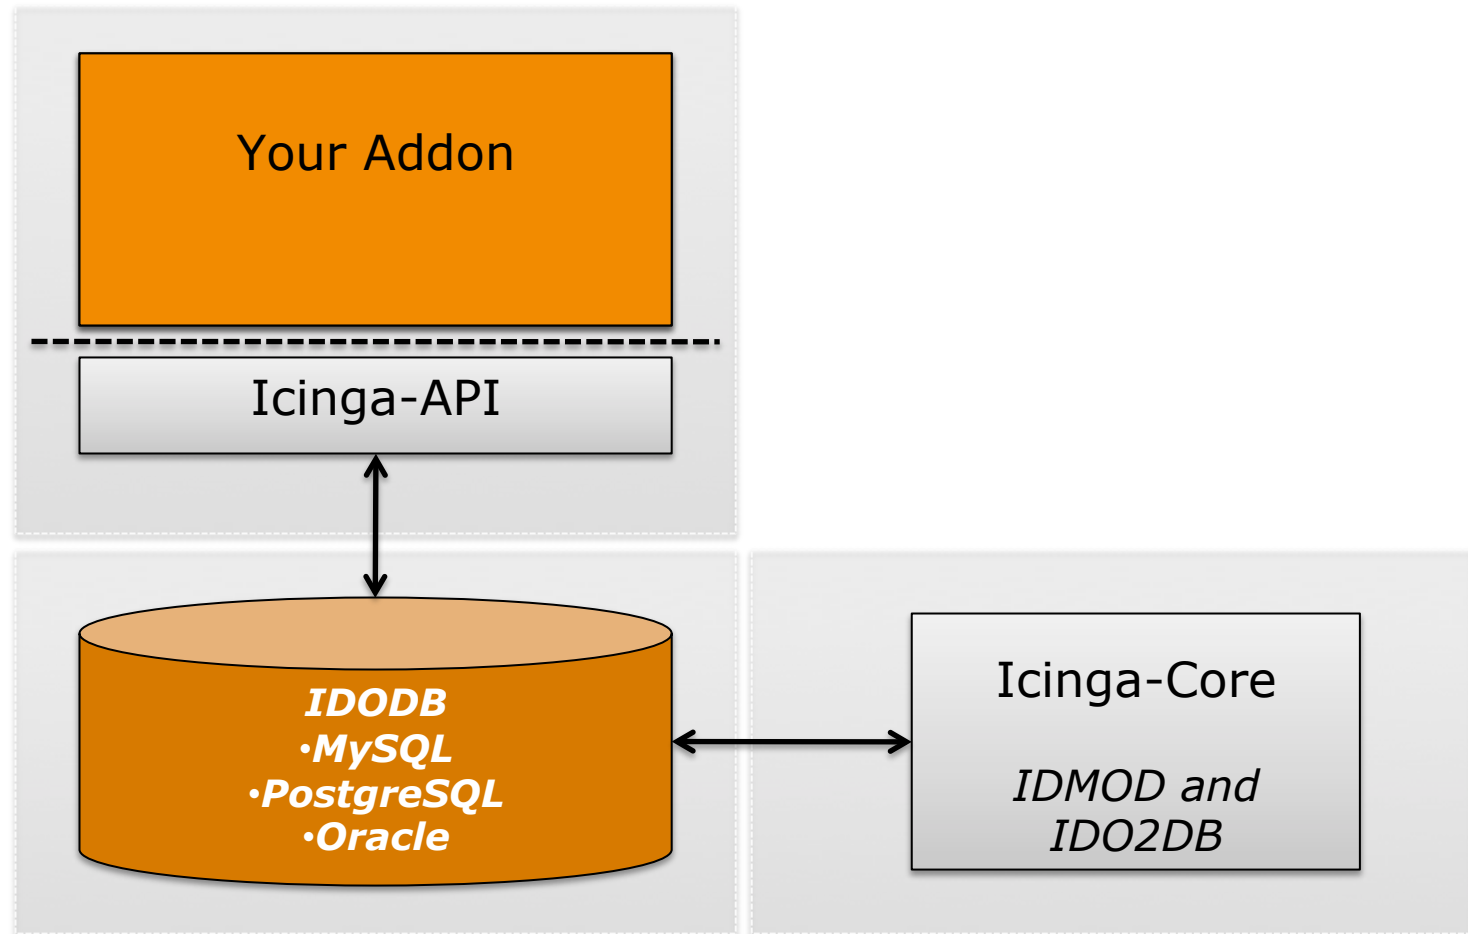 Your Addon
Icinga-API
IDODB
•MySQL
•PostgreSQL
•Oracle
Icinga-Core
IDMOD and
IDO2DB